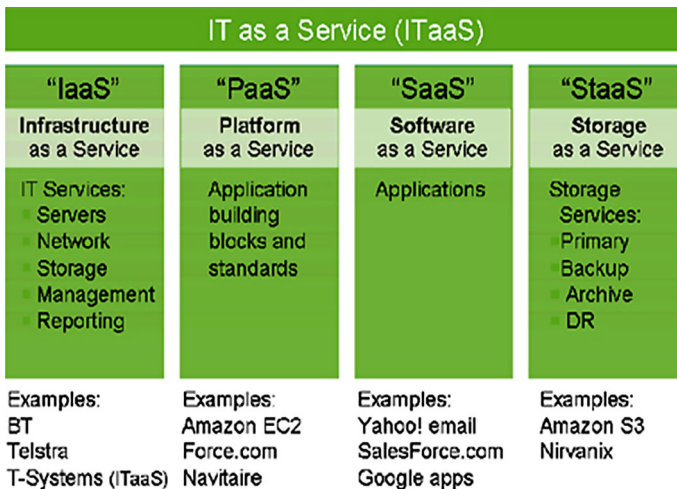 IT as a Service (ITaaS)
“IaaS”
Infrastructure
as a Service
IT Services:
Servers
Network
Storage
Management
Reporting
Examples:
BT
Telstra
T-Systems (ITaaS)
“PaaS”
Platform
as a Service
Application
building
blocks and
standards
Examples:
Amazon EC2
Force.com
Navitaire
“SaaS”
Software
as a Service
Applications
Examples:
Yahoo! email
SalesForce.com
Google apps
“StaaS”
Storage
as a Service
Storage
Services:
Primary
Backup
Archive
DR
Examples:
Amazon S3
Nirvanix